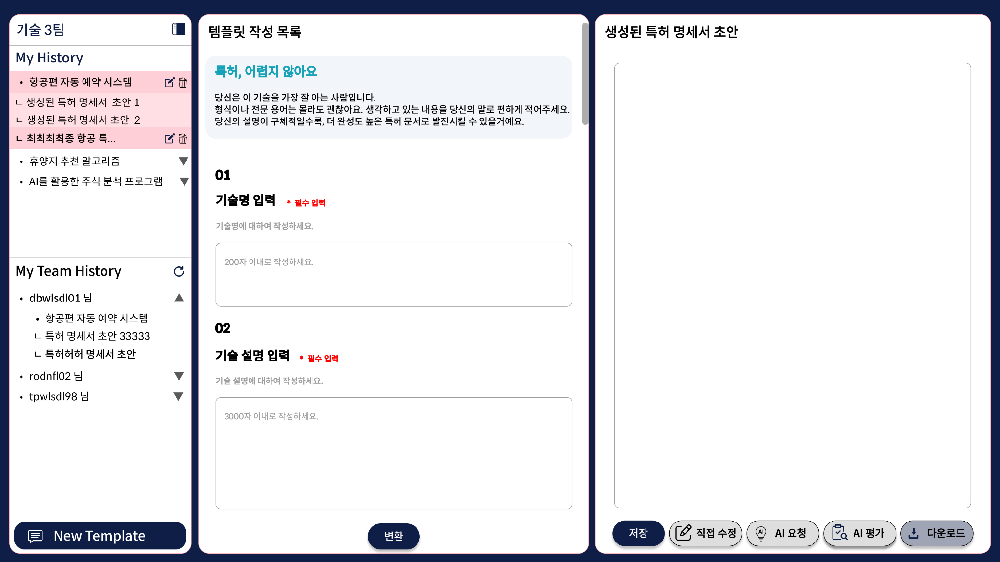 기술 3팀
My History
• 항공편 자동 예약 시스템
ㄴ 생성된 특허 명세서 초안 1
ㄴ 생성된 특허 명세서 초안 2
ㄴ 최최최최종 항공 특...
• 휴양지 추천 알고리즘
• AI를 활용한 주식 분석 프로그램
My Team History
• dbwlsdl01 님
• 항공편 자동 예약 시스템
ㄴ 특허 명세서 초안 33333
ㄴ 특허허허 명세서 초안
• rodnfl02 님
• tpwlsdl98 님
New Template
템플릿 작성 목록
특허, 어렵지 않아요
당신은 이 기술을 가장 잘 아는 사람입니다.
형식이나 전문 용어는 몰라도 괜찮아요. 생각하고 있는 내용을 당신의 말로 편하게 적어주세요.
당신의 설명이 구체적일수록, 더 완성도 높은 특허 문서로 발전시킬 수 있을거예요.
01
기술명 입력 * 필수 입력
기술명에 대하여 작성하세요.
200자 이내로 작성하세요.
02
기술 설명 입력 * 필수 입력
기술 설명에 대하여 작성하세요.
3000자 이내로 작성하세요.
변환
생성된 특허 명세서 초안
저장
직접 수정
AI AI 요청
AI 평가
다운로드